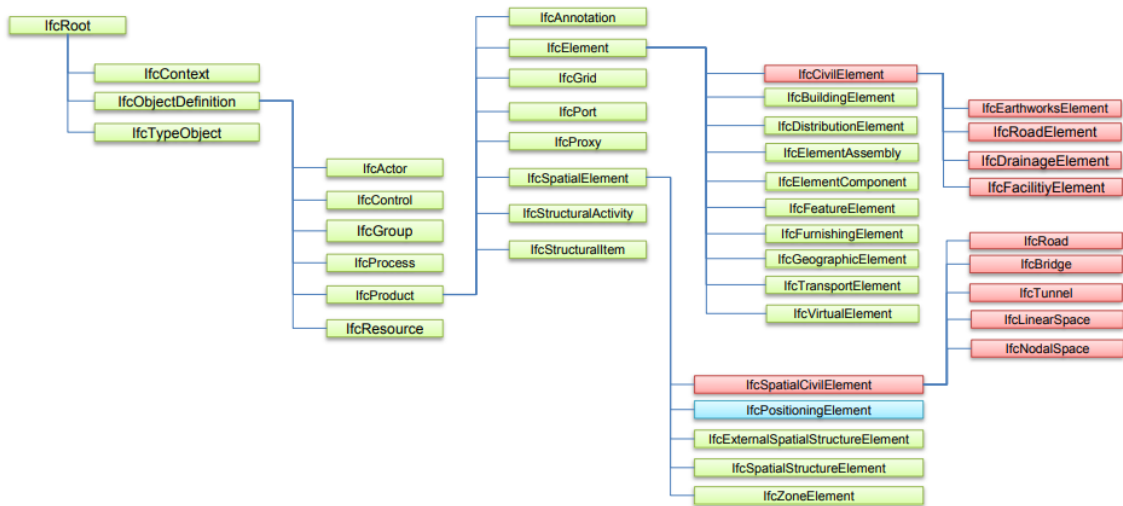 IfcRoot
IfcContext
IfcObjectDefinition
IfcTypeObject
IfcActor
IfcControl
IfcGroup
IfcProcess
IfcProduct
IfcResource
IfcAnnotation
IfcElement
IfcGrid
IfcPort
IfcProxy
IfcSpatialElement
IfcStructuralActivity
IfcStructuralItem
IfcCivilElement
IfcBuildingElement
IfcDistributionElement
IfcElementAssembly
IfcElementComponent
IfcFeatureElement
IfcFurnishingElement
IfcGeographicElement
IfcTransportElement
IfcVirtualElement
IfcEarthworksElement
IfcRoadElement
IfcDrainageElement
IfcFacilitiyElement
IfcSpatialCivilElement
IfcPositioningElement
IfcExternalSpatialStructureElement
IfcSpatialStructureElement
IfcZoneElement
IfcRoad
IfcBridge
IfcTunnel
IfcLinearSpace
IfcNodalSpace